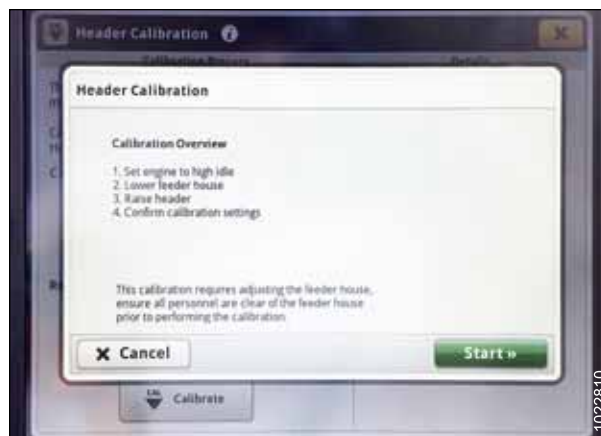 Header Calibration
Details
Header Calibration
Calibration Overview
1. Set engine to high idle
2. Lower feeder house
3. Raise header
4. Confirm calibration settings
This calibration requires adjusting the feeder house,
ensure all personnel are clear of the feeder house
prior to performing the calibration
Cancel
Start »
CAL
Calibrate
1022810